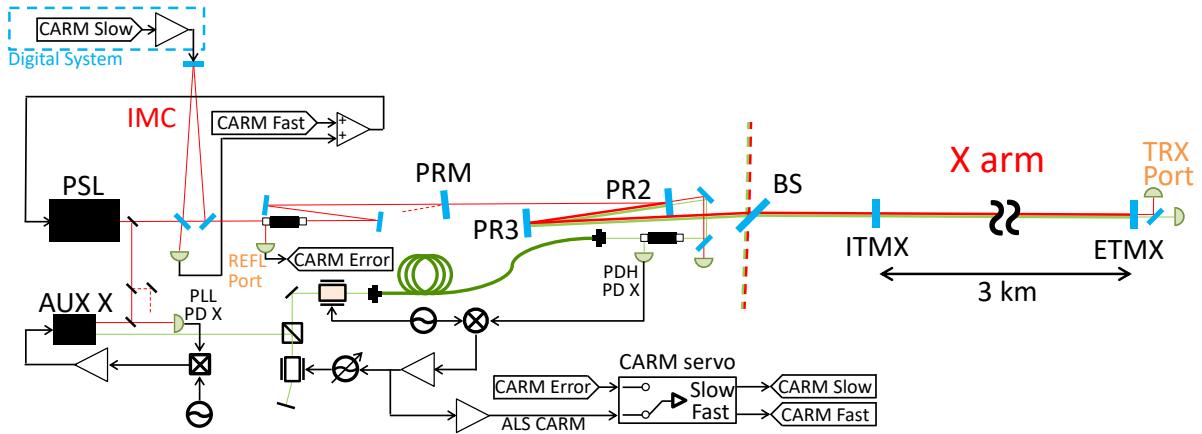 CARM Slow
Digital System
IMC
CARM Fast
+
+
PSL
PRM
PR2
PR3
BS
X arm
TRX
Port
ITMX
ETMX
3 km
REFL
Port
CARM Error
AUX X
PLL
PD X
PDH
PD X
CARM servo
CARM Error
Slow
Fast
CARM Slow
CARM Fast
ALS CARM